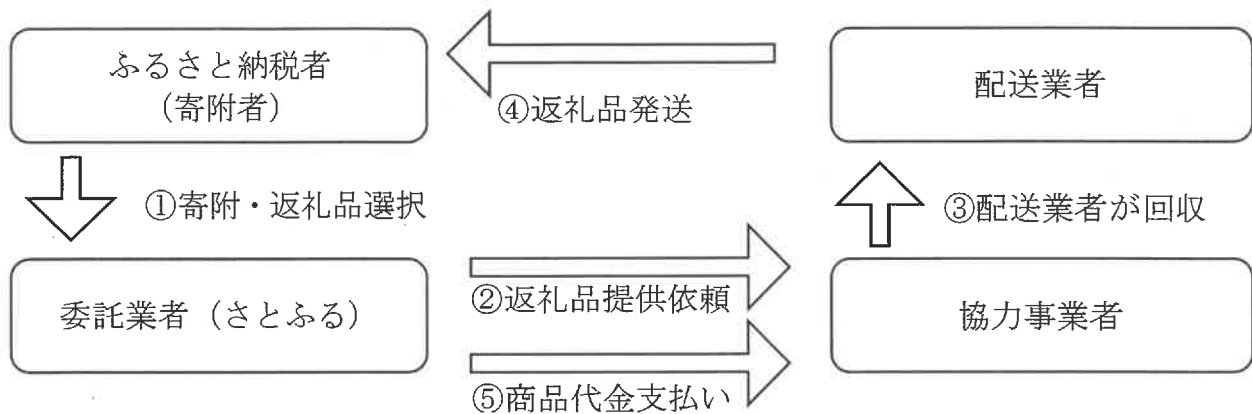 ふるさと納税者
(寄附者)
④返礼品発送
配送業者
①寄附・返礼品選択
③配送業者が回収
委託業者（さとふる）
②返礼品提供依頼
⑤商品代金支払い
協力事業者